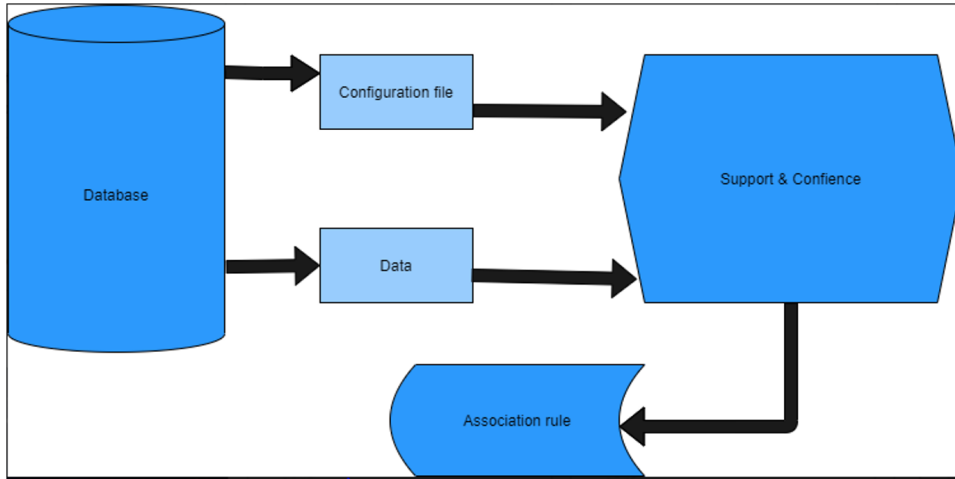 Configuration file
Database
Support & Confience
Data
Association rule